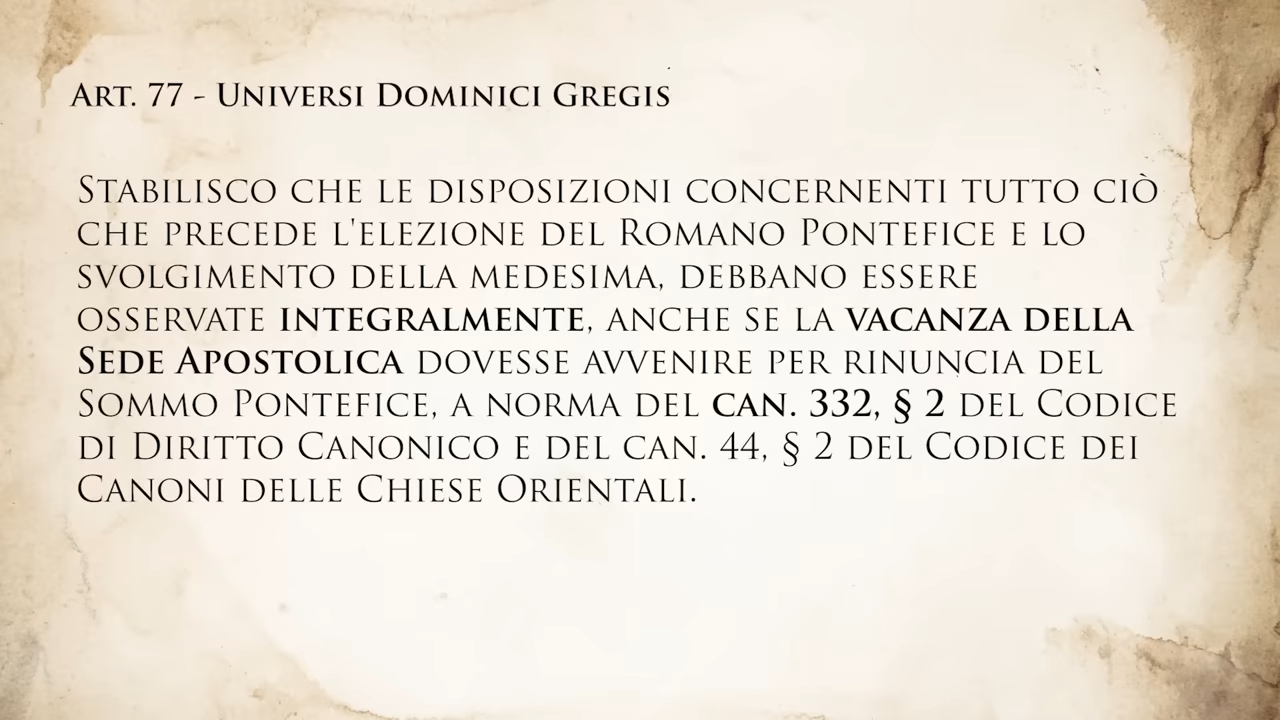 Art. 77 - Universi Dominici Gregis
Stabilisco che le disposizioni concernenti tutto ciò
che precede l'elezione del Romano Pontefice e lo
svolgimento della medesima, debbano essere
osservate integralmente, anche se la vacanza della
Sede Apostolica dovesse avvenire per rinuncia del
Sommo Pontefice, a norma del can. 332, § 2 del Codice
di Diritto Canonico e del can. 44, § 2 del Codice dei
Canoni delle Chiese Orientali.